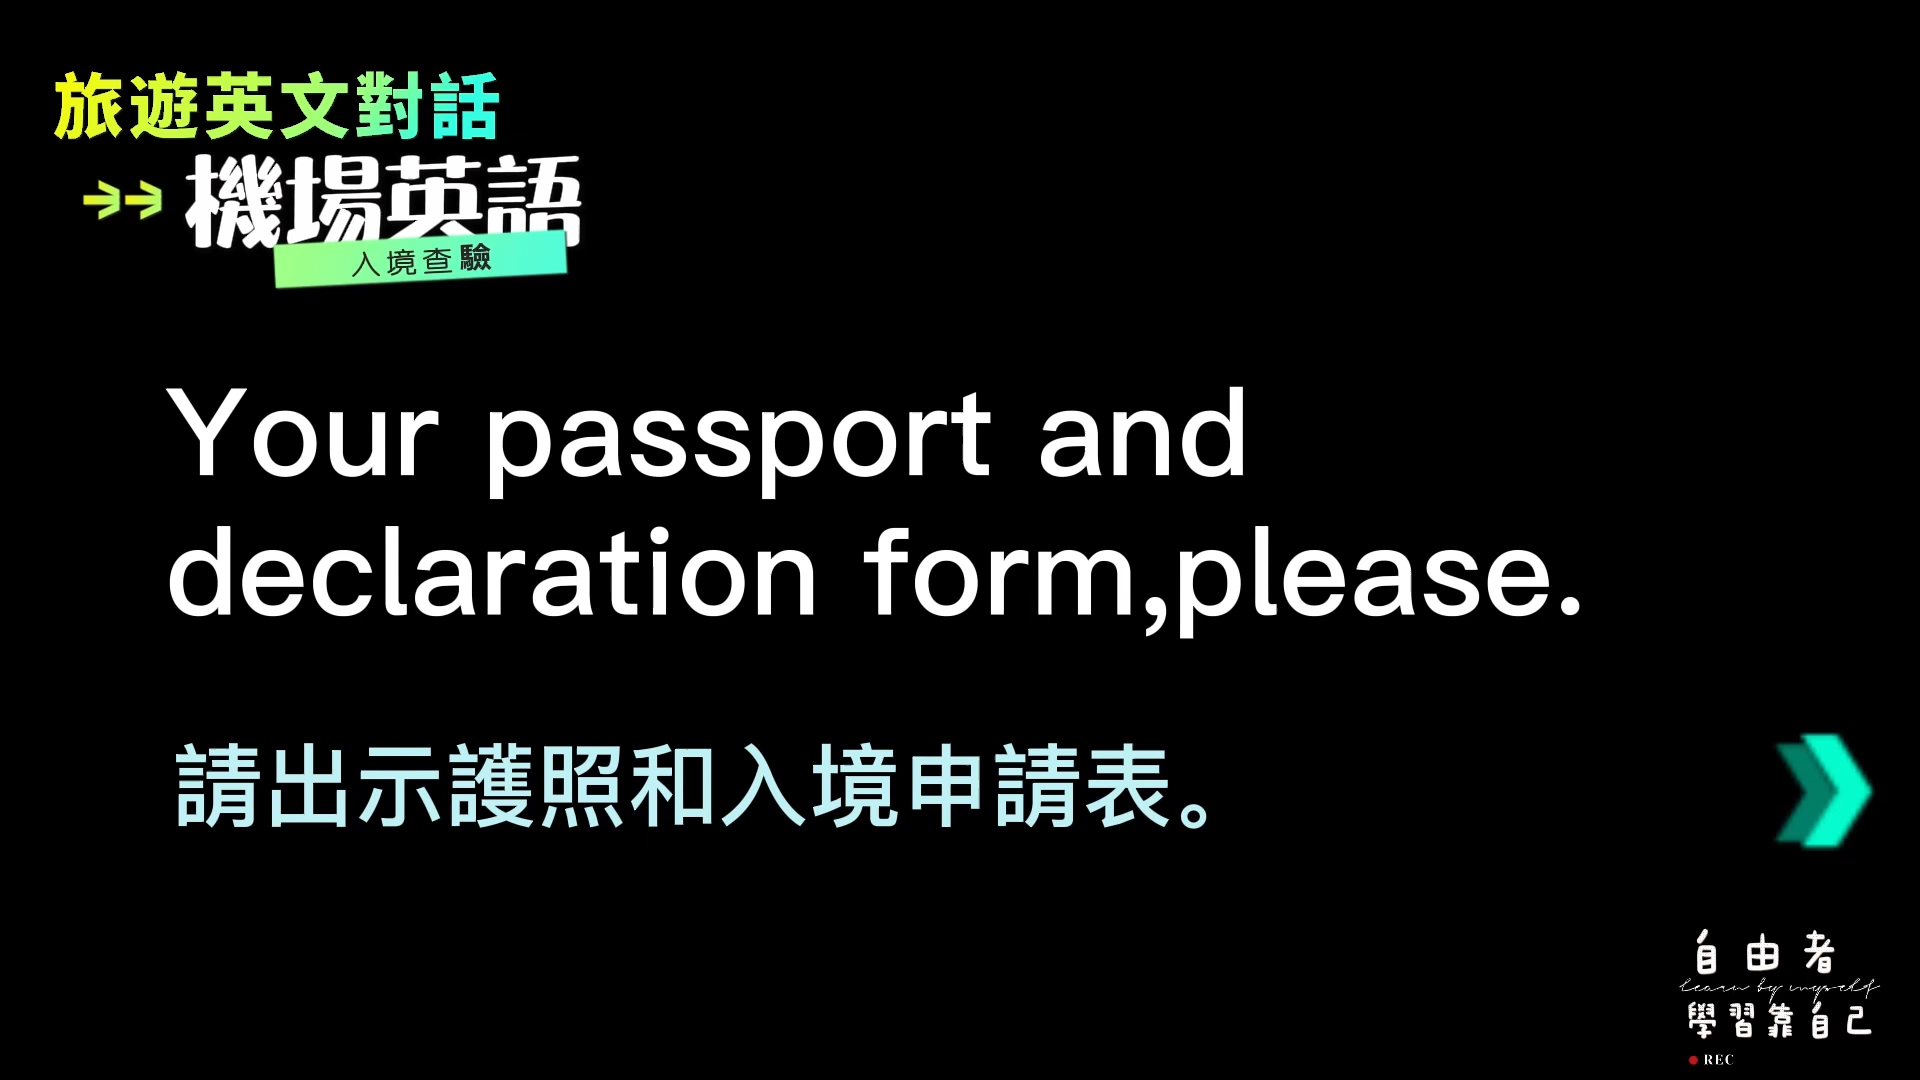 旅遊英文對話
機場英語
入境查驗
Your passport and
declaration form,please.
請出示護照和入境申請表。
自由者
learn by myself
學習靠自己
REC